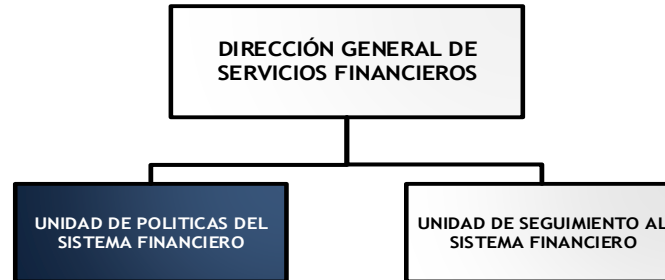 DIRECCIÓN GENERAL DE
SERVICIOS FINANCIEROS
UNIDAD DE POLITICAS DEL
SISTEMA FINANCIERO
UNIDAD DE SEGUIMIENTO AL
SISTEMA FINANCIERO